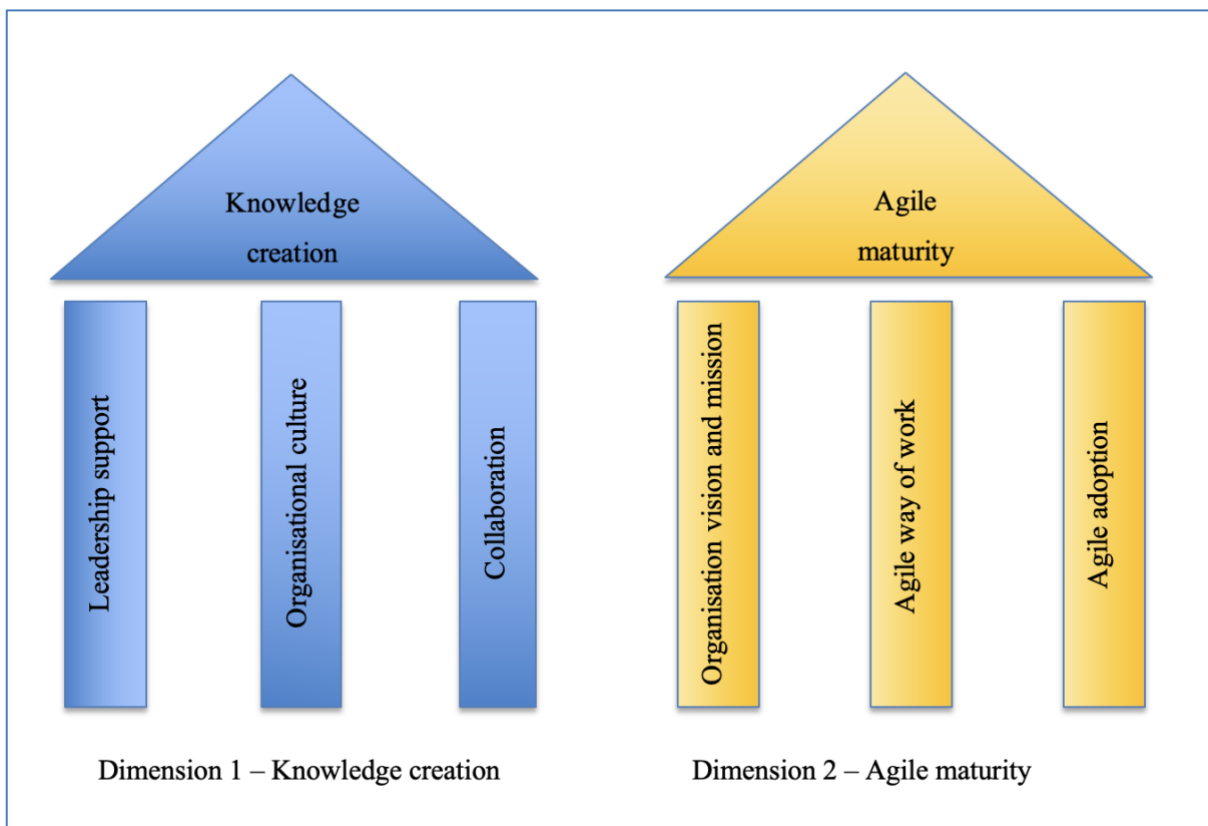 Knowledge
creation
Leadership support
Organisational culture
Collaboration
Dimension 1 – Knowledge creation
Agile
maturity
Organisation vision and mission
Agile way of work
Agile adoption
Dimension 2 – Agile maturity